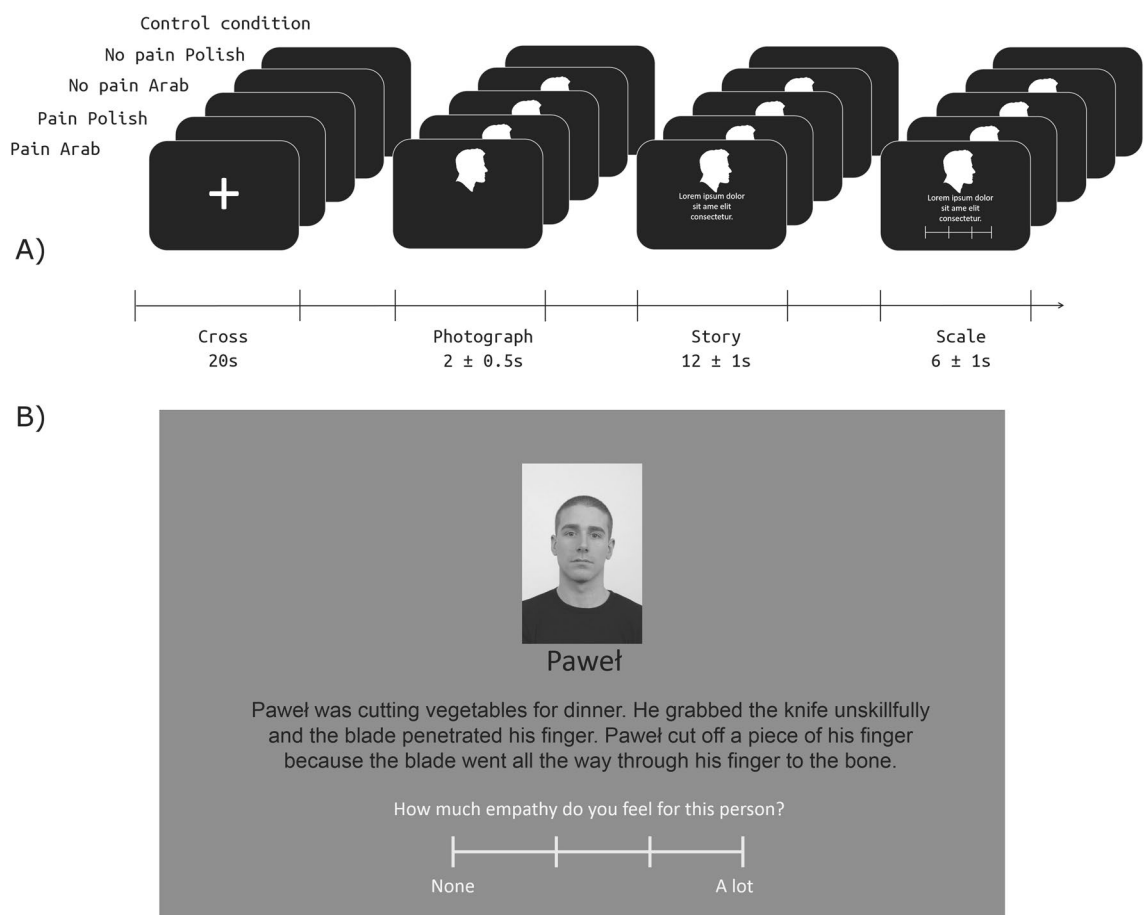 Control condition
No pain Polish
No pain Arab
Pain Polish
Pain Arab
Lorem ipsum dolor
sit ame elit
consectetur.
Lorem ipsum dolor
sit ame elit
consectetur.
A)
Cross
20s
Photograph
2 ± 0.5s
Story
12 ± 1s
Scale
6 ± 1s
B)
Paweł
Paweł was cutting vegetables for dinner. He grabbed the knife unskillfully
and the blade penetrated his finger. Paweł cut off a piece of his finger
because the blade went all the way through his finger to the bone.
How much empathy do you feel for this person?
None
A lot